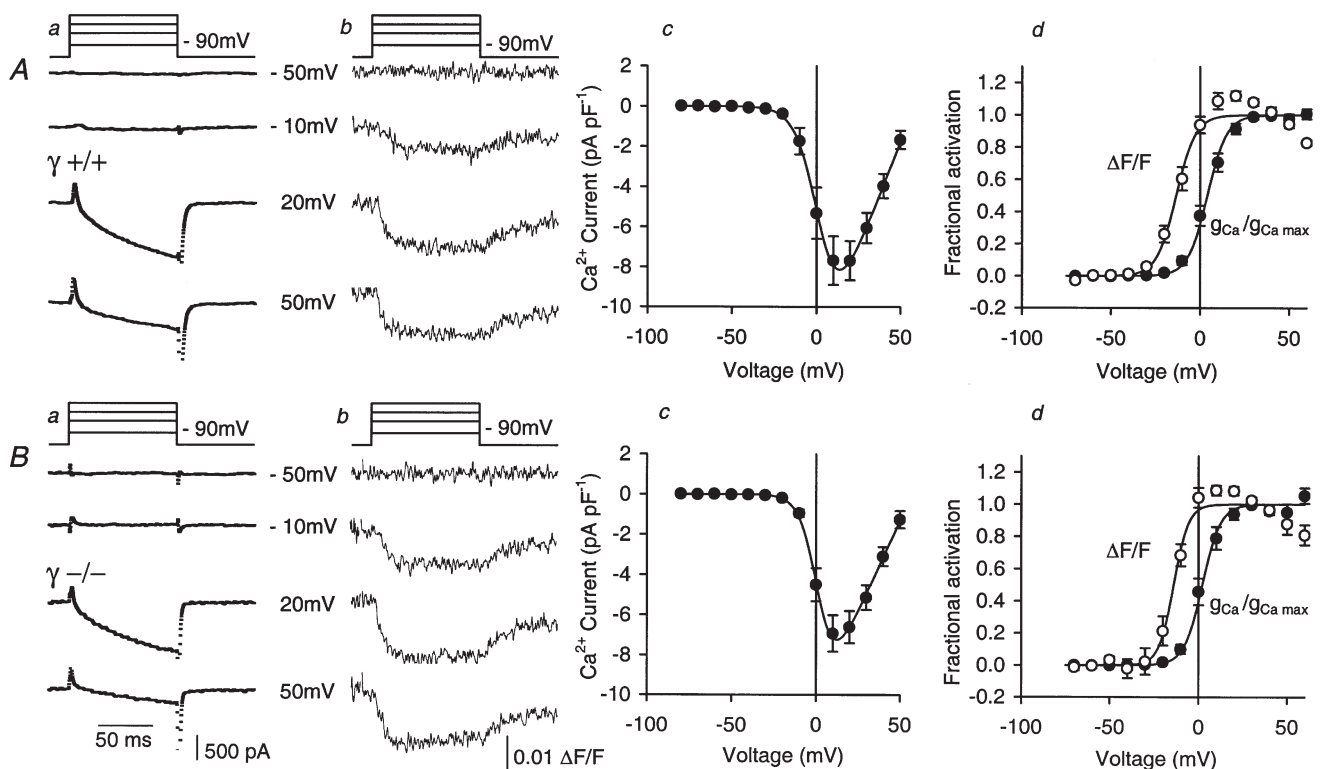 A
a
- 90mV
- 50mV
- 10mV
γ +/+
20mV
50mV
b
- 90mV
c
Ca2+ Current (pA pF-1)
2
0
-2
-4
-6
-8
-10
-100
-50
0
50
Voltage (mV)
d
Fractional activation
1.2
1.0
0.8
0.6
0.4
0.2
0.0
-0.2
ΔF/F
gCa/gCa max
-100
-50
0
50
Voltage (mV)
B
a
- 90mV
- 50mV
- 10mV
γ −/−
20mV
50mV
50 ms
500 pA
b
- 90mV
0.01 ΔF/F
c
Ca2+ Current (pA pF-1)
2
0
-2
-4
-6
-8
-10
-100
-50
0
50
Voltage (mV)
d
Fractional activation
1.2
1.0
0.8
0.6
0.4
0.2
0.0
-0.2
ΔF/F
gCa/gCa max
-100
-50
0
50
Voltage (mV)